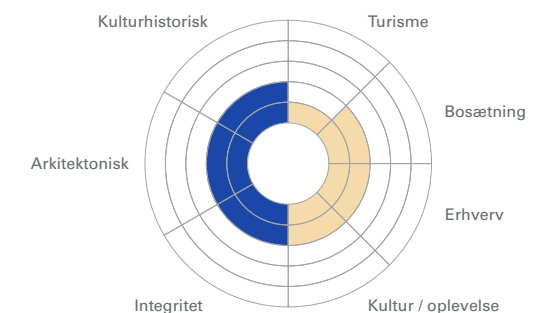 Kulturhistorisk
Turisme
Bosætning
Arkitektonisk
Erhverv
Integritet
Kultur / oplevelse